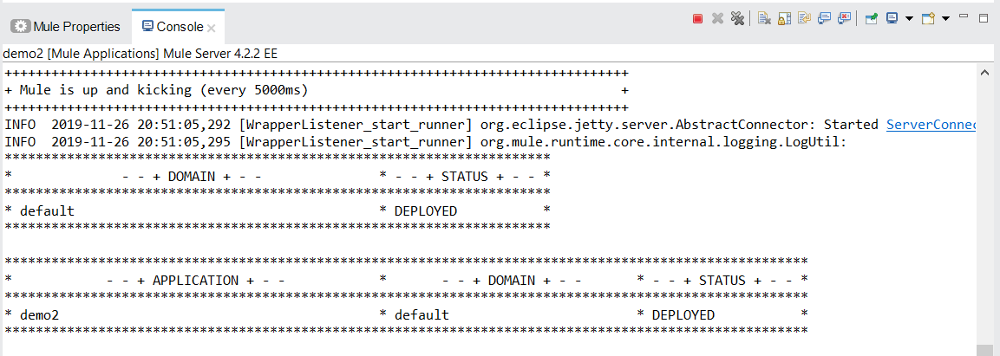 Mule Properties Console
demo2 [Mule Applications] Mule Server 4.2.2 EE
++++++++++++++++++++++++++++++++++++++++++++++++++++++++++++++++++++++++++++++++
+ Mule is up and kicking (every 5000ms)                                        +
++++++++++++++++++++++++++++++++++++++++++++++++++++++++++++++++++++++++++++++++
INFO  2019-11-26 20:51:05,292 [WrapperListener_start_runner] org.eclipse.jetty.server.AbstractConnector: Started ServerConnec
INFO  2019-11-26 20:51:05,295 [WrapperListener_start_runner] org.mule.runtime.core.internal.logging.LogUtil:
**********************************************************************
*              - - + DOMAIN + - -               * - - + STATUS + - - *
**********************************************************************
* default                                       * DEPLOYED           *
**********************************************************************
*******************************************************************************************************
*            - - + APPLICATION + - -            *       - - + DOMAIN + - -       * - - + STATUS + - - *
*******************************************************************************************************
* demo2                                         * default                        * DEPLOYED           *
*******************************************************************************************************